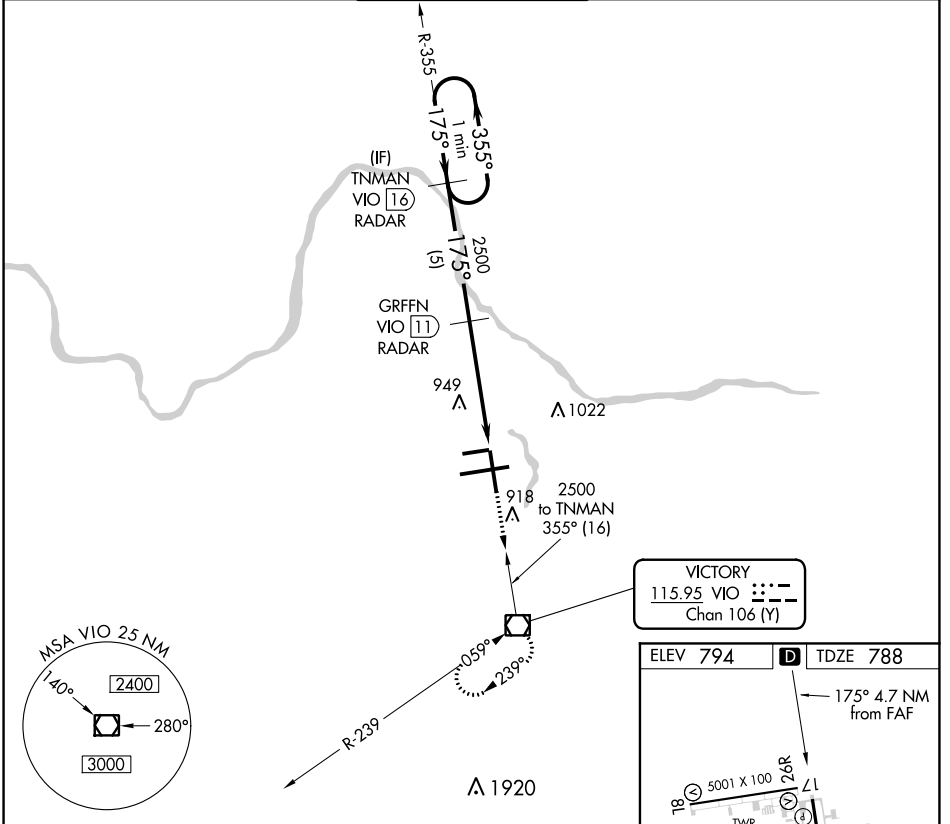 R-355
175°
1 min
355°
(IF)
TNMAN
VIO 16
RADAR
2500
175°
(5)
GRFFN
VIO 11
RADAR
949
1022
918
2500
to TNMAN
355° (16)
VICTORY
115.95 VIO
Chan 106 (Y)
059°
239°
R-239
MSA VIO 25 NM
140°
2400
280°
3000
1920
ELEV 794
D
TDZE 788
175° 4.7 NM
from FAF
8L
5001 X 100
26R
17
V
V
P
TWR